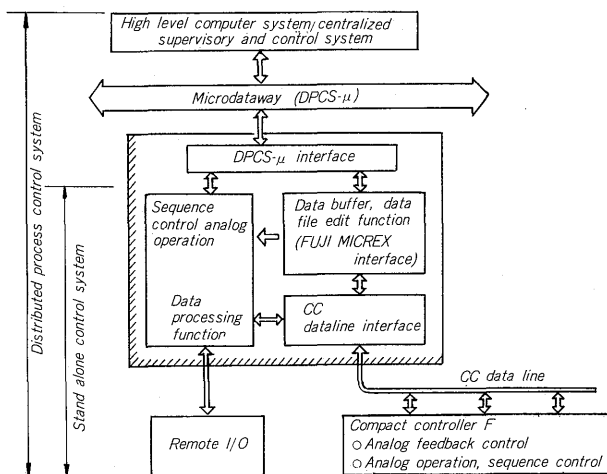 High level computer system/centralized
supervisory and control system
Microdataway (DPCS-μ)
DPCS-μ interface
Sequence
control analog
operation
Data
processing
function
Data buffer, data
file edit function
(FUJI MICREX
interface)
CC
dataline interface
CC data line
Remote I/O
Compact controller F
○ Analog feedback control
○ Analog operation, sequence control
Distributed process control system
Stand alone control system